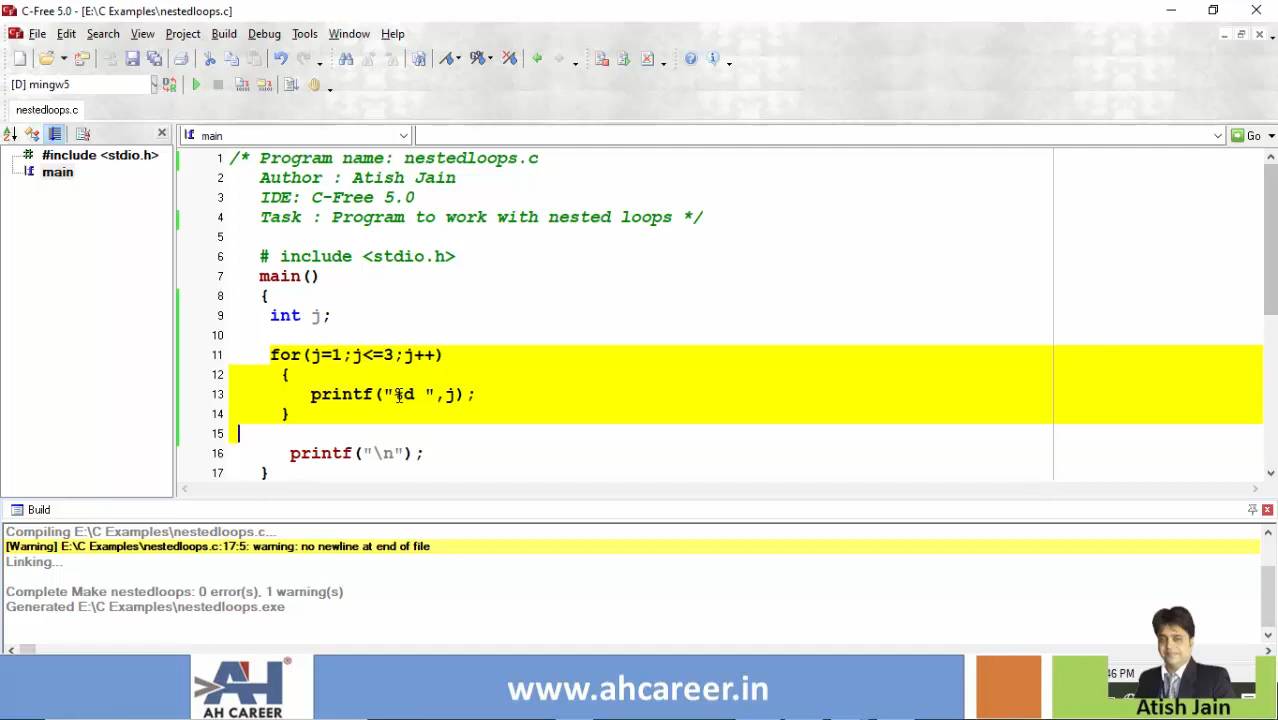 C-Free 5.0 - [E:\C Examples\nestedloops.c]
File Edit Search View Project Build Debug Tools Window Help
[D] mingw5
nestedloops.c
main
Go
#include <stdio.h>
main
1 /* Program name: nestedloops.c
2 Author : Atish Jain
3 IDE: C-Free 5.0
4 Task : Program to work with nested loops */
5
6 # include <stdio.h>
7 main()
8 {
9 int j;
10
11 for(j=1;j<=3;j++)
12 {
13 printf("%d ",j);
14 }
15
16 printf("\n");
17 }
Build
Compiling E:\C Examples\nestedloops.c...
[Warning] E:\C Examples\nestedloops.c:17:5: warning: no newline at end of file
Linking...
Complete Make nestedloops: 0 error(s), 1 warning(s)
Generated E:\C Examples\nestedloops.exe
46 PM
AH
AH CAREER
www.ahcareer.in
Atish Jain